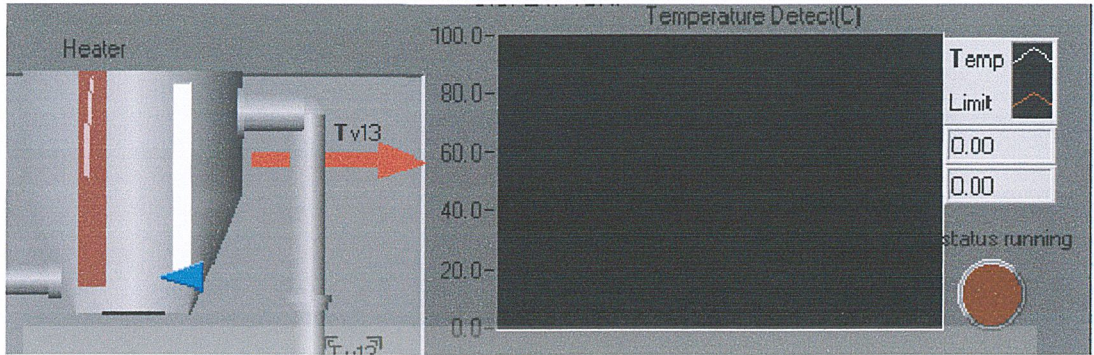 Heater
Tv13
Tv13
Temperature Detect(C)
100.0
80.0
60.0
40.0
20.0
0.0
Temp
Limit
0.00
0.00
status running